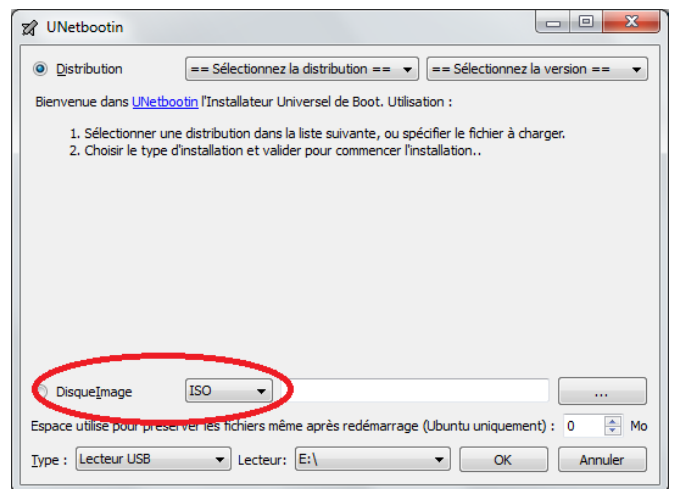 UNetbootin
Distribution == Sélectionnez la distribution == == Sélectionnez la version ==
Bienvenue dans UNetbootin l'Installateur Universel de Boot. Utilisation :
1. Sélectionner une distribution dans la liste suivante, ou spécifier le fichier à charger.
2. Choisir le type d'installation et valider pour commencer l'installation..
DisqueImage ISO ...
Espace utilisé pour préserver les fichiers même après redémarrage (Ubuntu uniquement) : 0 Mo
Type : Lecteur USB Lecteur: E:\ OK Annuler